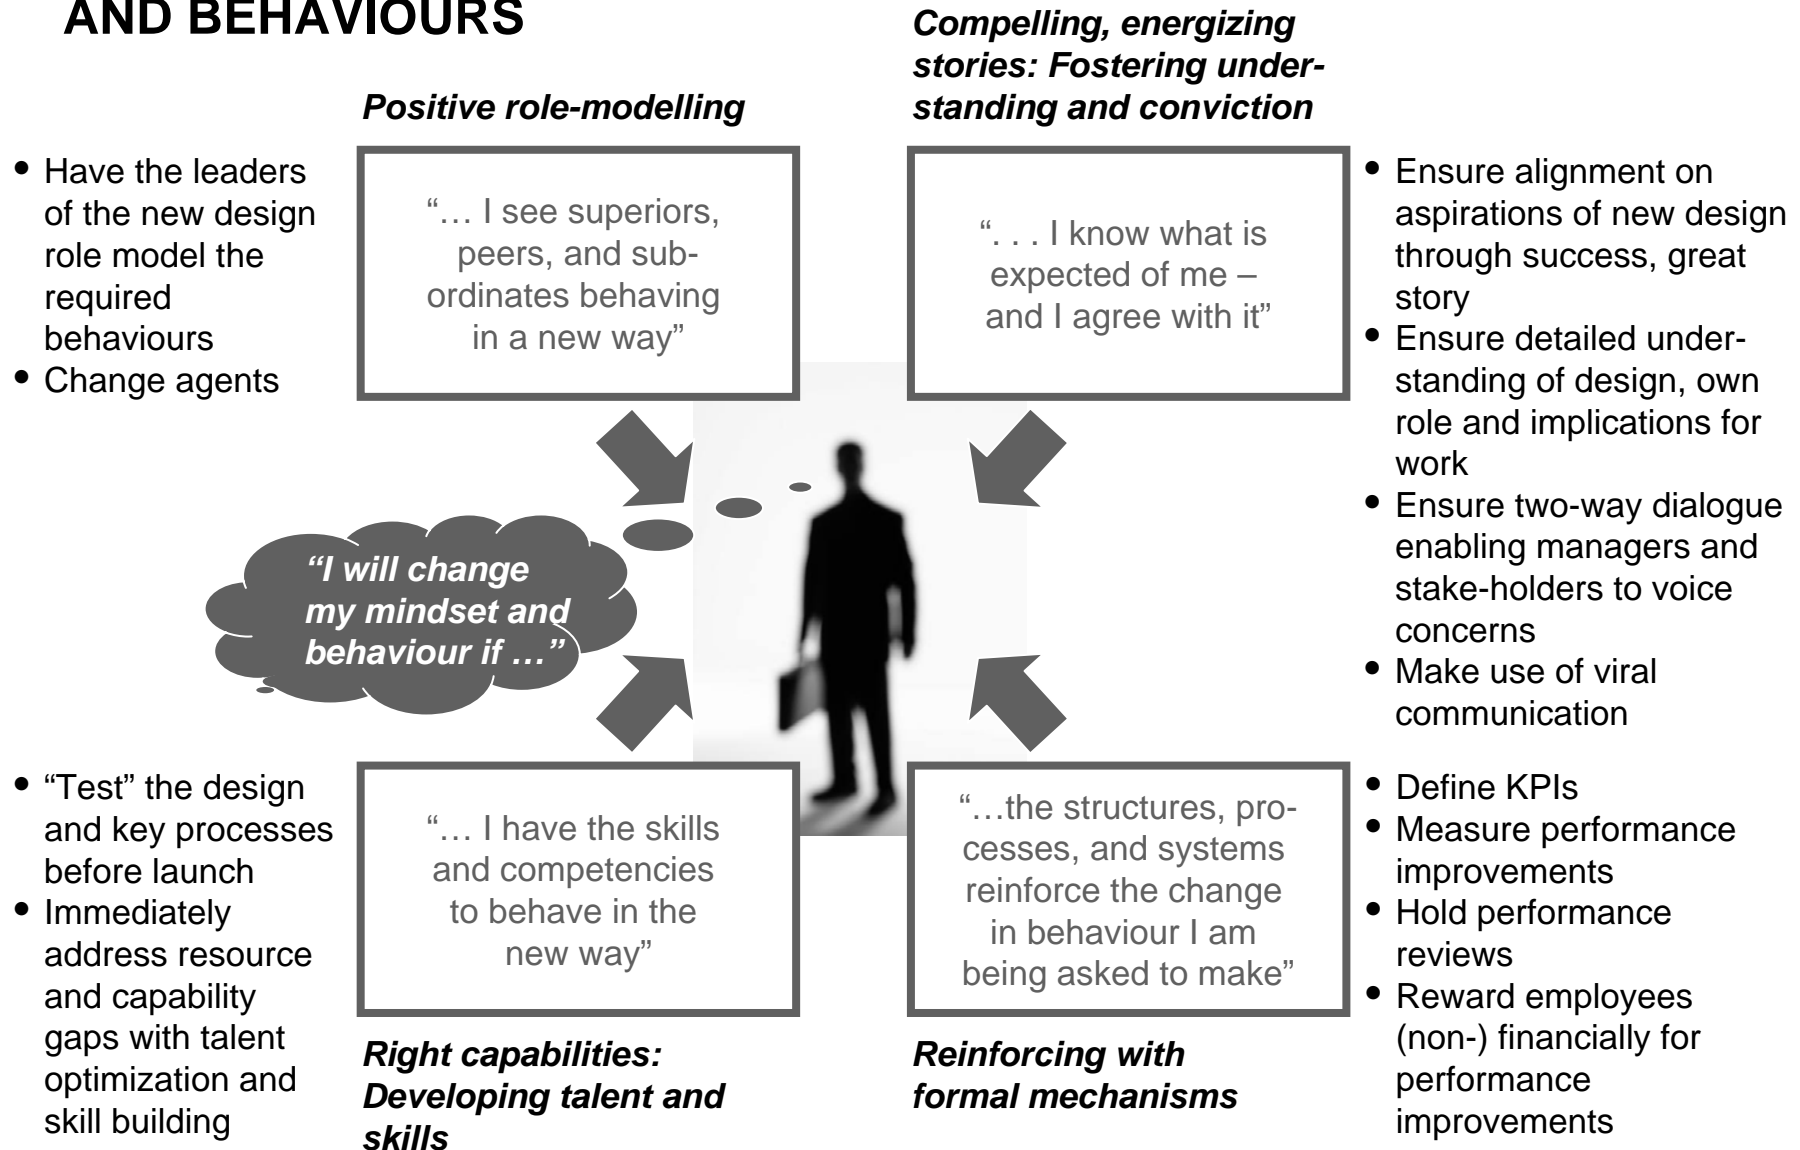 AND BEHAVIOURS
Positive role-modelling
Compelling, energizing
stories: Fostering under-
standing and conviction
• Have the leaders
of the new design
role model the
required
behaviours
• Change agents
“… I see superiors,
peers, and sub-
ordinates behaving
in a new way”
“. . . I know what is
expected of me –
and I agree with it”
• Ensure alignment on
aspirations of new design
through success, great
story
• Ensure detailed under-
standing of design, own
role and implications for
work
• Ensure two-way dialogue
enabling managers and
stake-holders to voice
concerns
• Make use of viral
communication
“I will change
my mindset and
behaviour if …”
• “Test” the design
and key processes
before launch
• Immediately
address resource
and capability
gaps with talent
optimization and
skill building
“… I have the skills
and competencies
to behave in the
new way”
Right capabilities:
Developing talent and
skills
“…the structures, pro-
cesses, and systems
reinforce the change
in behaviour I am
being asked to make”
Reinforcing with
formal mechanisms
• Define KPIs
• Measure performance
improvements
• Hold performance
reviews
• Reward employees
(non-) financially for
performance
improvements